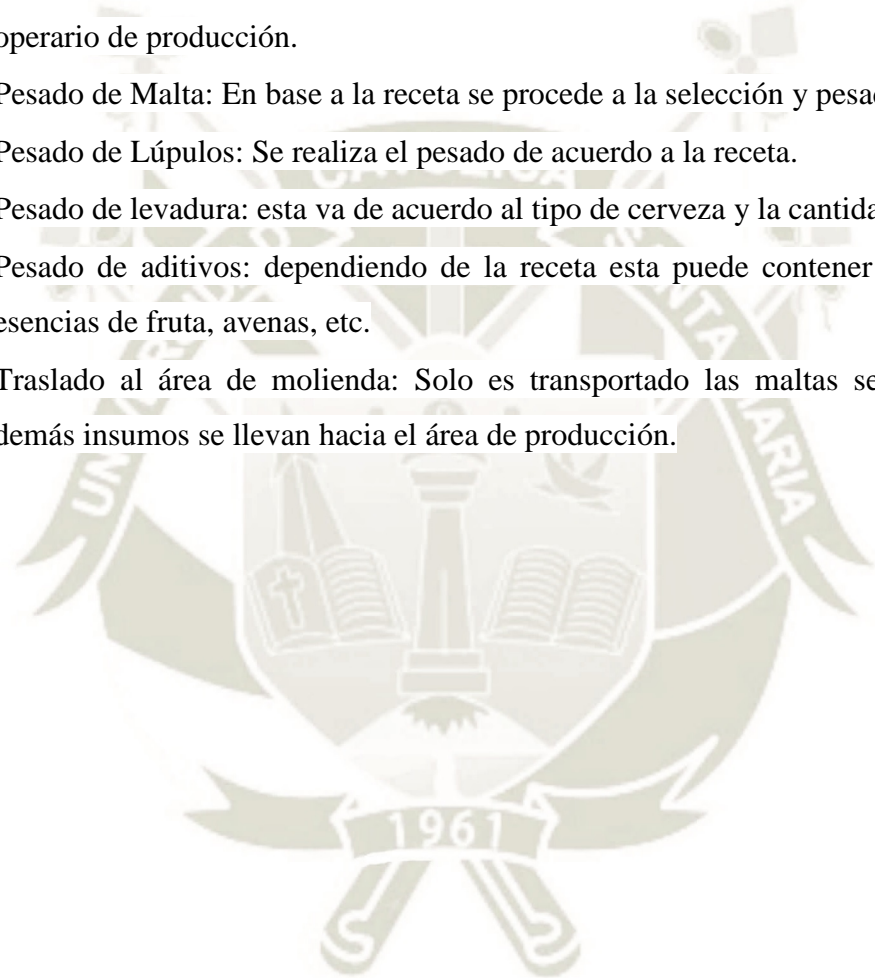 operario de producción.
Pesado de Malta: En base a la receta se procede a la selección y
Pesado de Lúpulos: Se realiza el pesado de acuerdo a la receta.
Pesado de levadura: esta va de acuerdo al tipo de cerveza y la
Pesado de aditivos: dependiendo de la receta esta puede contener
esencias de fruta, avenas, etc.
Traslado al área de molienda: Solo es transportado las maltas
demás insumos se llevan hacia el área de producción.
SANTA MARIA
1961